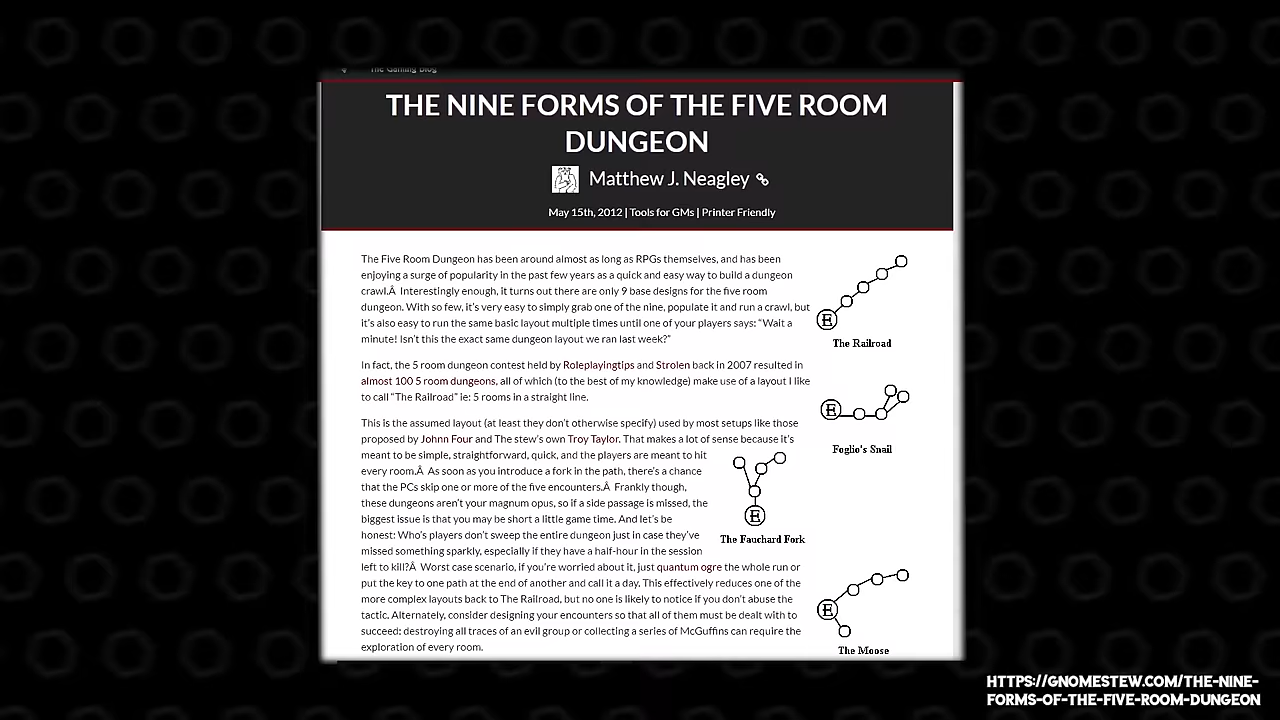 The Gaming Blog
THE NINE FORMS OF THE FIVE ROOM
DUNGEON
Matthew J. Neagley
May 15th, 2012 | Tools for GMs | Printer Friendly
The Five Room Dungeon has been around almost as long as RPGs themselves, and has been
enjoying a surge of popularity in the past few years as a quick and easy way to build a dungeon
crawl.Â Interestingly enough, it turns out there are only 9 base designs for the five room
dungeon. With so few, it's very easy to simply grab one of the nine, populate it and run a crawl, but
it's also easy to run the same basic layout multiple times until one of your players says: "Wait a
minute! Isn't this the exact same dungeon layout we ran last week?"
E
The Railroad
In fact, the 5 room dungeon contest held by Roleplayingtips and Strolen back in 2007 resulted in
almost 100 5 room dungeons, all of which (to the best of my knowledge) make use of a layout I like
to call "The Railroad" ie: 5 rooms in a straight line.
E
Foglio's Snail
This is the assumed layout (at least they don't otherwise specify) used by most setups like those
proposed by Johnn Four and The stew's own Troy Taylor. That makes a lot of sense because it's
meant to be simple, straightforward, quick, and the players are meant to hit
every room.Â As soon as you introduce a fork in the path, there's a chance
that the PCs skip one or more of the five encounters.Â Frankly though,
these dungeons aren't your magnum opus, so if a side passage is missed, the
biggest issue is that you may be short a little game time. And let's be
honest: Who's players don't sweep the entire dungeon just in case they've
missed something sparkly, especially if they have a half-hour in the session
left to kill?Â Worst case scenario, if you're worried about it, just quantum ogre the whole run or
put the key to one path at the end of another and call it a day. This effectively reduces one of the
more complex layouts back to The Railroad, but no one is likely to notice if you don't abuse the
tactic. Alternately, consider designing your encounters so that all of them must be dealt with to
succeed: destroying all traces of an evil group or collecting a series of McGuffins can require the
exploration of every room.
E
The Fauchard Fork
E
The Moose
HTTPS://GNOMESTEW.COM/THE-NINE-
FORMS-OF-THE-FIVE-ROOM-DUNGEON